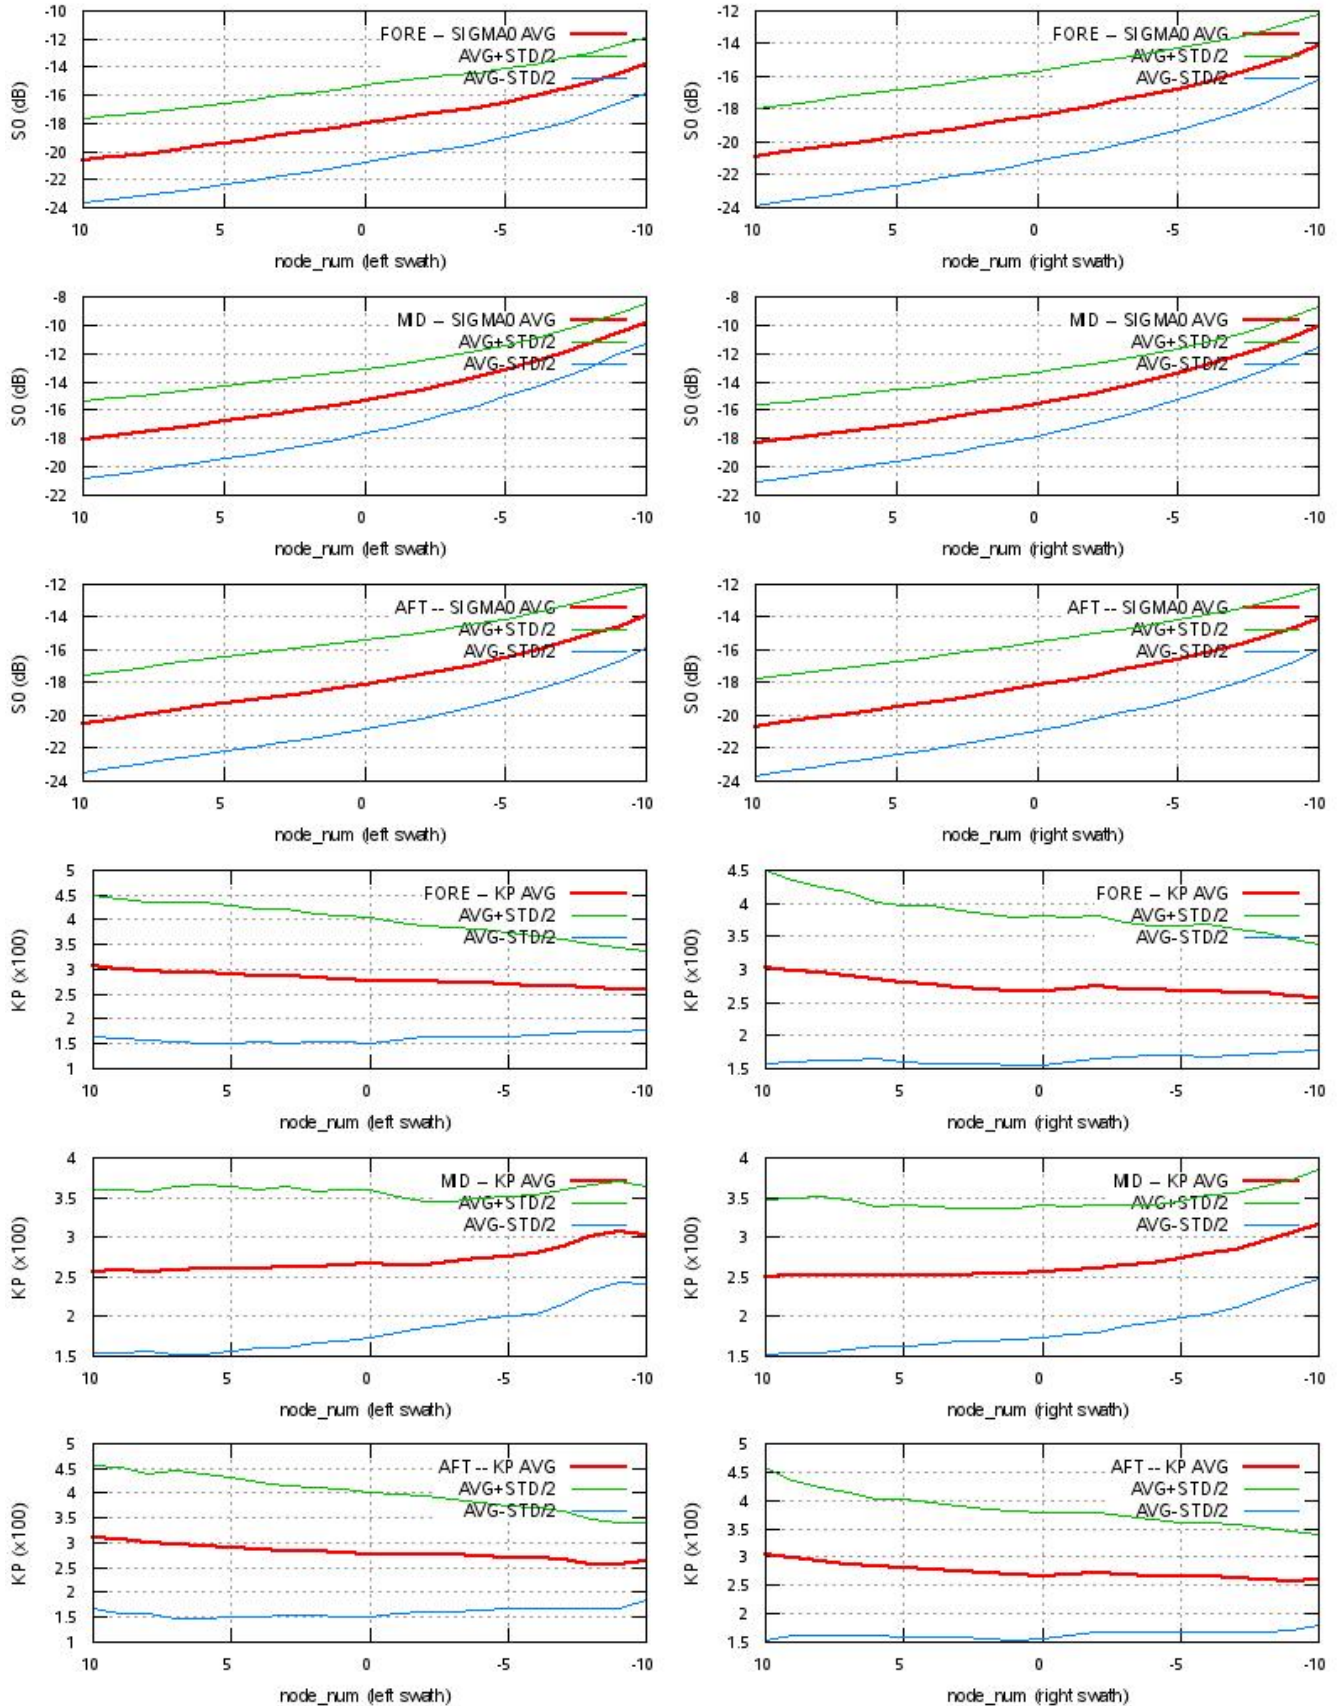 -10
-12
-14
-16
-18
-20
-22
-24
S0 (dB)
FORE -- SIGMA0 AVG
AVG+STD/2
AVG-STD/2
10 5 0 -5 -10
node_num (left swath)
-12
-14
-16
-18
-20
-22
-24
S0 (dB)
FORE -- SIGMA0 AVG
AVG+STD/2
AVG-STD/2
10 5 0 -5 -10
node_num (right swath)
-8
-10
-12
-14
-16
-18
-20
-22
S0 (dB)
MID -- SIGMA0 AVG
AVG+STD/2
AVG-STD/2
10 5 0 -5 -10
node_num (left swath)
-8
-10
-12
-14
-16
-18
-20
-22
S0 (dB)
MID -- SIGMA0 AVG
AVG+STD/2
AVG-STD/2
10 5 0 -5 -10
node_num (right swath)
-12
-14
-16
-18
-20
-22
-24
S0 (dB)
AFT -- SIGMA0 AVG
AVG+STD/2
AVG-STD/2
10 5 0 -5 -10
node_num (left swath)
-12
-14
-16
-18
-20
-22
-24
S0 (dB)
AFT -- SIGMA0 AVG
AVG+STD/2
AVG-STD/2
10 5 0 -5 -10
node_num (right swath)
5
4.5
4
3.5
3
2.5
2
1.5
1
KP (x100)
FORE -- KP AVG
AVG+STD/2
AVG-STD/2
10 5 0 -5 -10
node_num (left swath)
4.5
4
3.5
3
2.5
2
1.5
KP (x100)
FORE -- KP AVG
AVG+STD/2
AVG-STD/2
10 5 0 -5 -10
node_num (right swath)
4
3.5
3
2.5
2
1.5
KP (x100)
MID -- KP AVG
AVG+STD/2
AVG-STD/2
10 5 0 -5 -10
node_num (left swath)
4
3.5
3
2.5
2
1.5
KP (x100)
MID -- KP AVG
AVG+STD/2
AVG-STD/2
10 5 0 -5 -10
node_num (right swath)
5
4.5
4
3.5
3
2.5
2
1.5
1
KP (x100)
AFT -- KP AVG
AVG+STD/2
AVG-STD/2
10 5 0 -5 -10
node_num (left swath)
5
4.5
4
3.5
3
2.5
2
1.5
KP (x100)
AFT -- KP AVG
AVG+STD/2
AVG-STD/2
10 5 0 -5 -10
node_num (right swath)